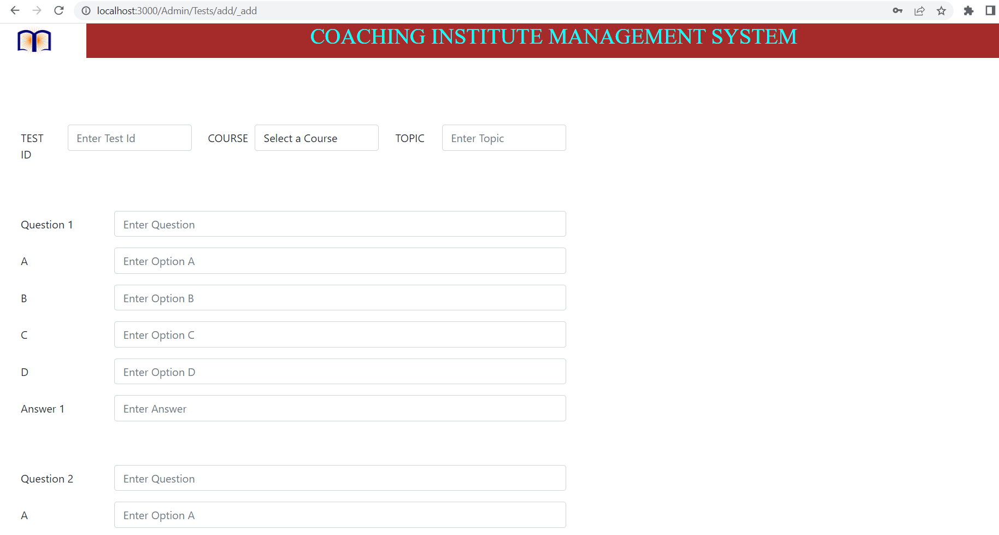 localhost:3000/Admin/Tests/add/_add
COACHING INSTITUTE MANAGEMENT SYSTEM
TEST ID Enter Test Id COURSE Select a Course TOPIC Enter Topic
Question 1 Enter Question
A Enter Option A
B Enter Option B
C Enter Option C
D Enter Option D
Answer 1 Enter Answer
Question 2 Enter Question
A Enter Option A